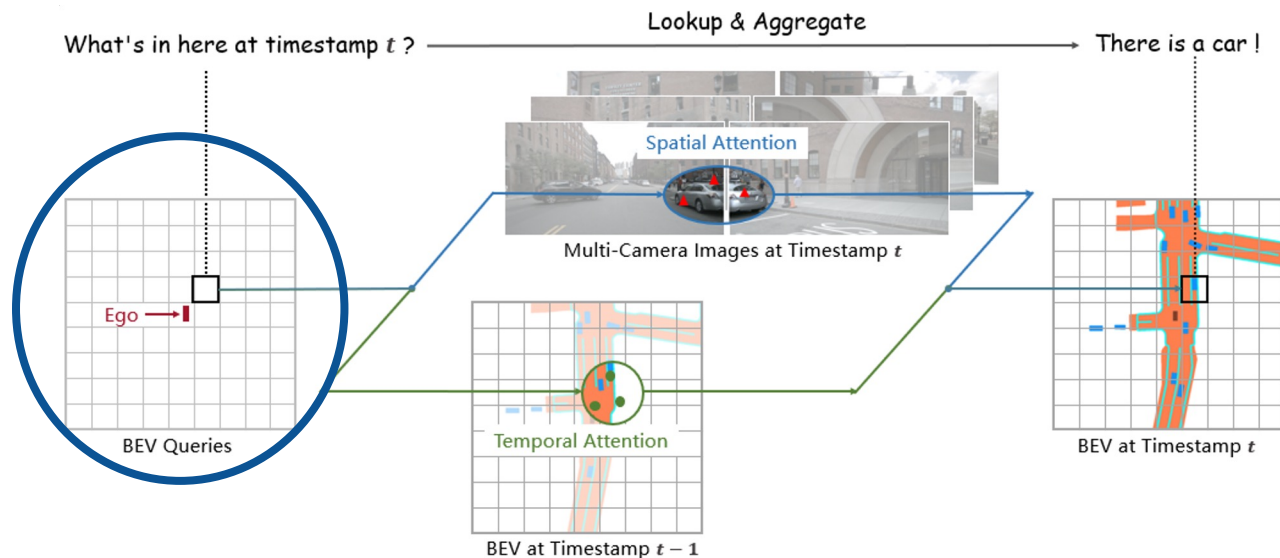 Lookup & Aggregate
What's in here at timestamp t ?
There is a car !
Spatial Attention
Multi-Camera Images at Timestamp t
Ego
BEV Queries
Temporal Attention
BEV at Timestamp t
BEV at Timestamp t − 1